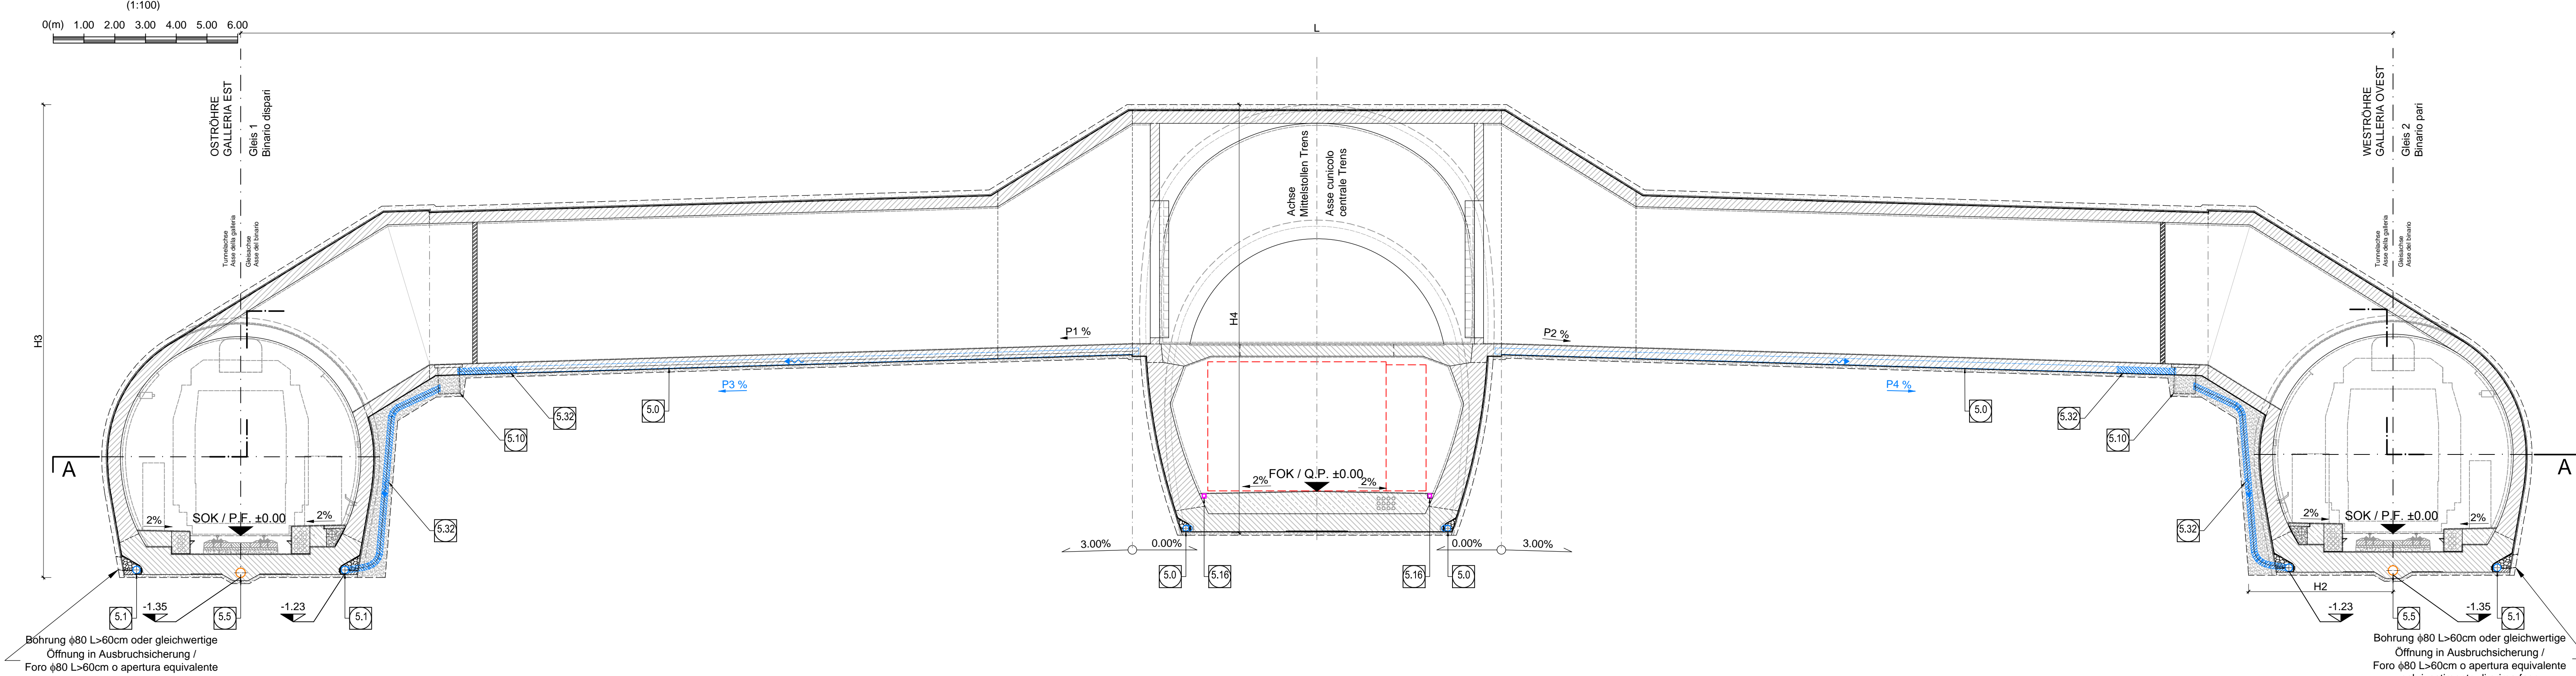 (1:100)
0(m) 1.00 2.00 3.00 4.00 5.00 6.00
L
H3
OSTRÖHRE
GALLERIA EST
Gleis 1
Binario dispari
Tunnelachse
Asse della galleria
Gleisachse
Asse del binario
Achse
Mittelstollen Trens
Asse cunicolo
centrale Trens
H4
WESTRÖHRE
GALLERIA OVEST
Gleis 2
Binario pari
Tunnelachse
Asse della galleria
Gleisachse
Asse del binario
P1 %
P2 %
P3 %
P4 %
5.32
5.0
5.10
5.0
5.32
5.10
A
A
FOK / Q.P. ±0.00
2%
2%
SOK / P.F. ±0.00
2%
2%
SOK / P.F. ±0.00
2%
2%
5.32
5.32
3.00%
0.00%
0.00%
3.00%
5.0
5.16
5.16
5.0
H2
5.1
-1.35
5.5
-1.23
5.1
-1.23
5.5
-1.35
5.1
Bohrung ϕ80 L>60cm oder gleichwertige
Öffnung in Ausbruchsicherung /
Foro ϕ80 L>60cm o apertura equivalente
Bohrung ϕ80 L>60cm oder gleichwertige
Öffnung in Ausbruchsicherung /
Foro ϕ80 L>60cm o apertura equivalente